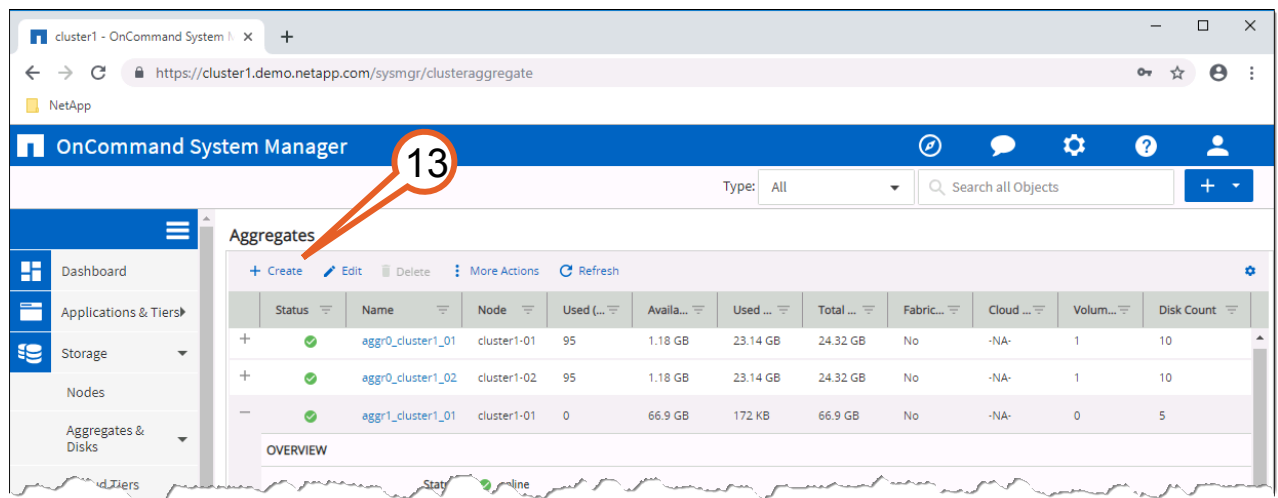 cluster1 - OnCommand System
https://cluster1.demo.netapp.com/sysmgr/clusteraggregate
NetApp
OnCommand System Manager
13
Type: All
Search all Objects
Aggregates
Dashboard
+ Create Edit Delete More Actions Refresh
Applications & Tiers
Status Name Node Used (... Availa... Used ... Total ... Fabric... Cloud ... Volum... Disk Count
Storage
aggr0_cluster1_01 cluster1-01 95 1.18 GB 23.14 GB 24.32 GB No -NA- 1 10
aggr0_cluster1_02 cluster1-02 95 1.18 GB 23.14 GB 24.32 GB No -NA- 1 10
Nodes
aggr1_cluster1_01 cluster1-01 0 66.9 GB 172 KB 66.9 GB No -NA- 0 5
Aggregates &
Disks
OVERVIEW
Tiers